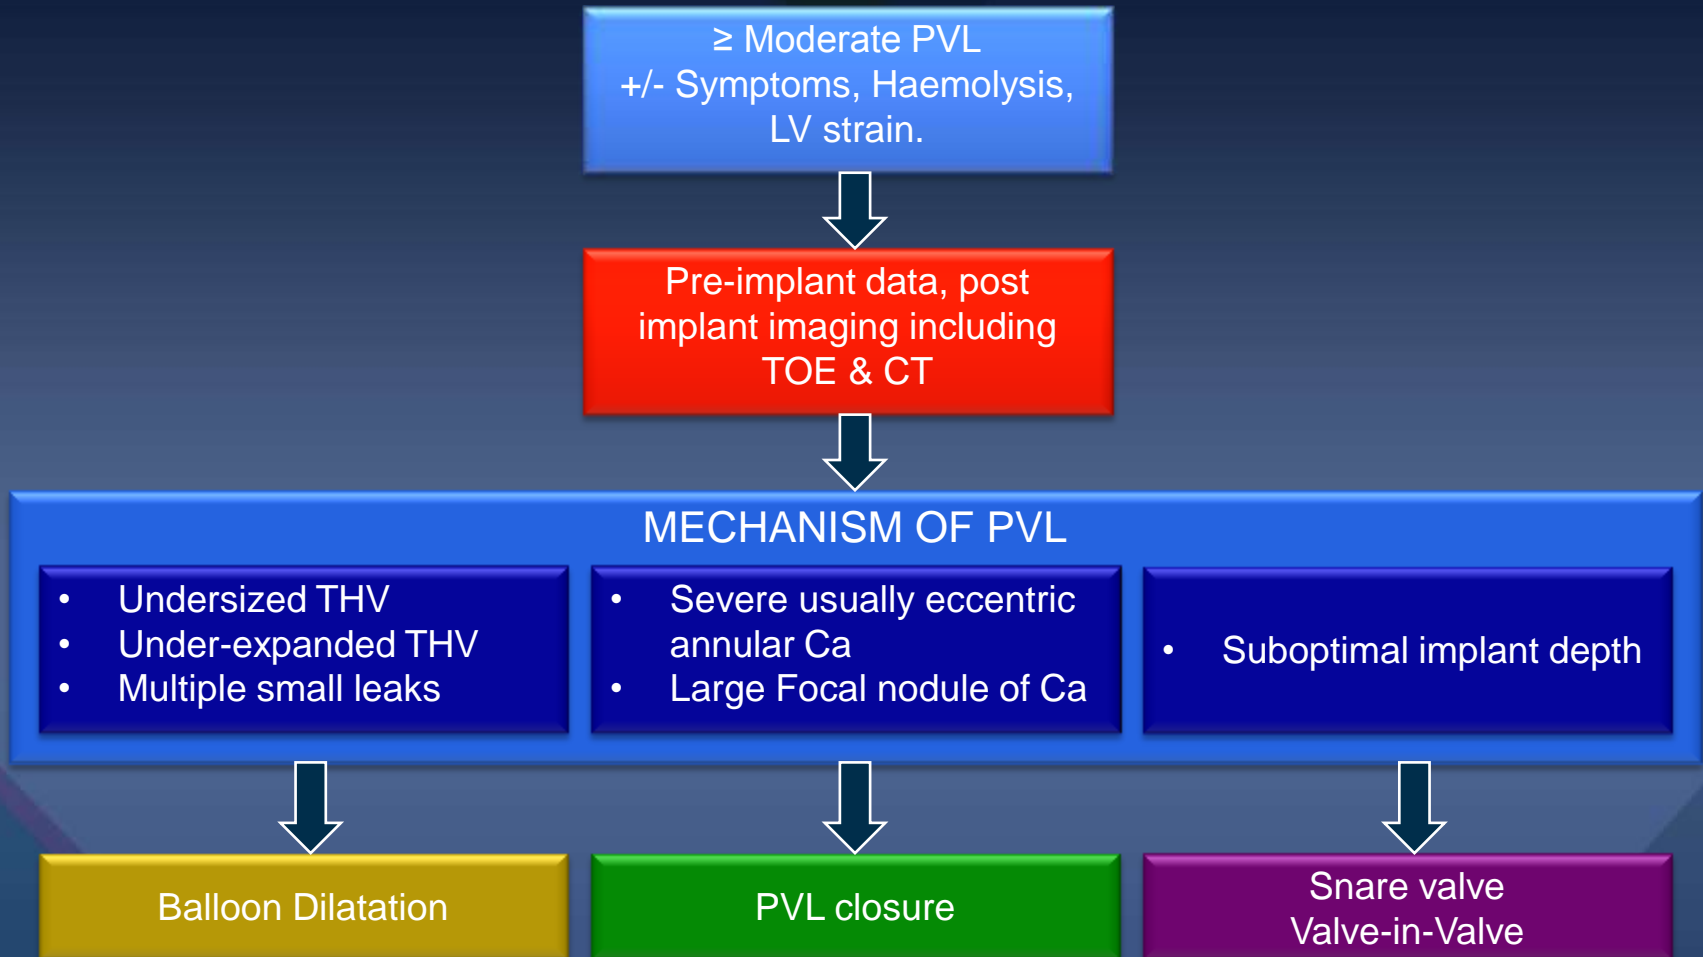 ≥ Moderate PVL
+/- Symptoms, Haemolysis,
LV strain.
Pre-implant data, post
implant imaging including
TOE & CT
MECHANISM OF PVL
• Undersized THV
• Under-expanded THV
• Multiple small leaks
• Severe usually eccentric
annular Ca
• Large Focal nodule of Ca
• Suboptimal implant depth
Balloon Dilatation
PVL closure
Snare valve
Valve-in-Valve